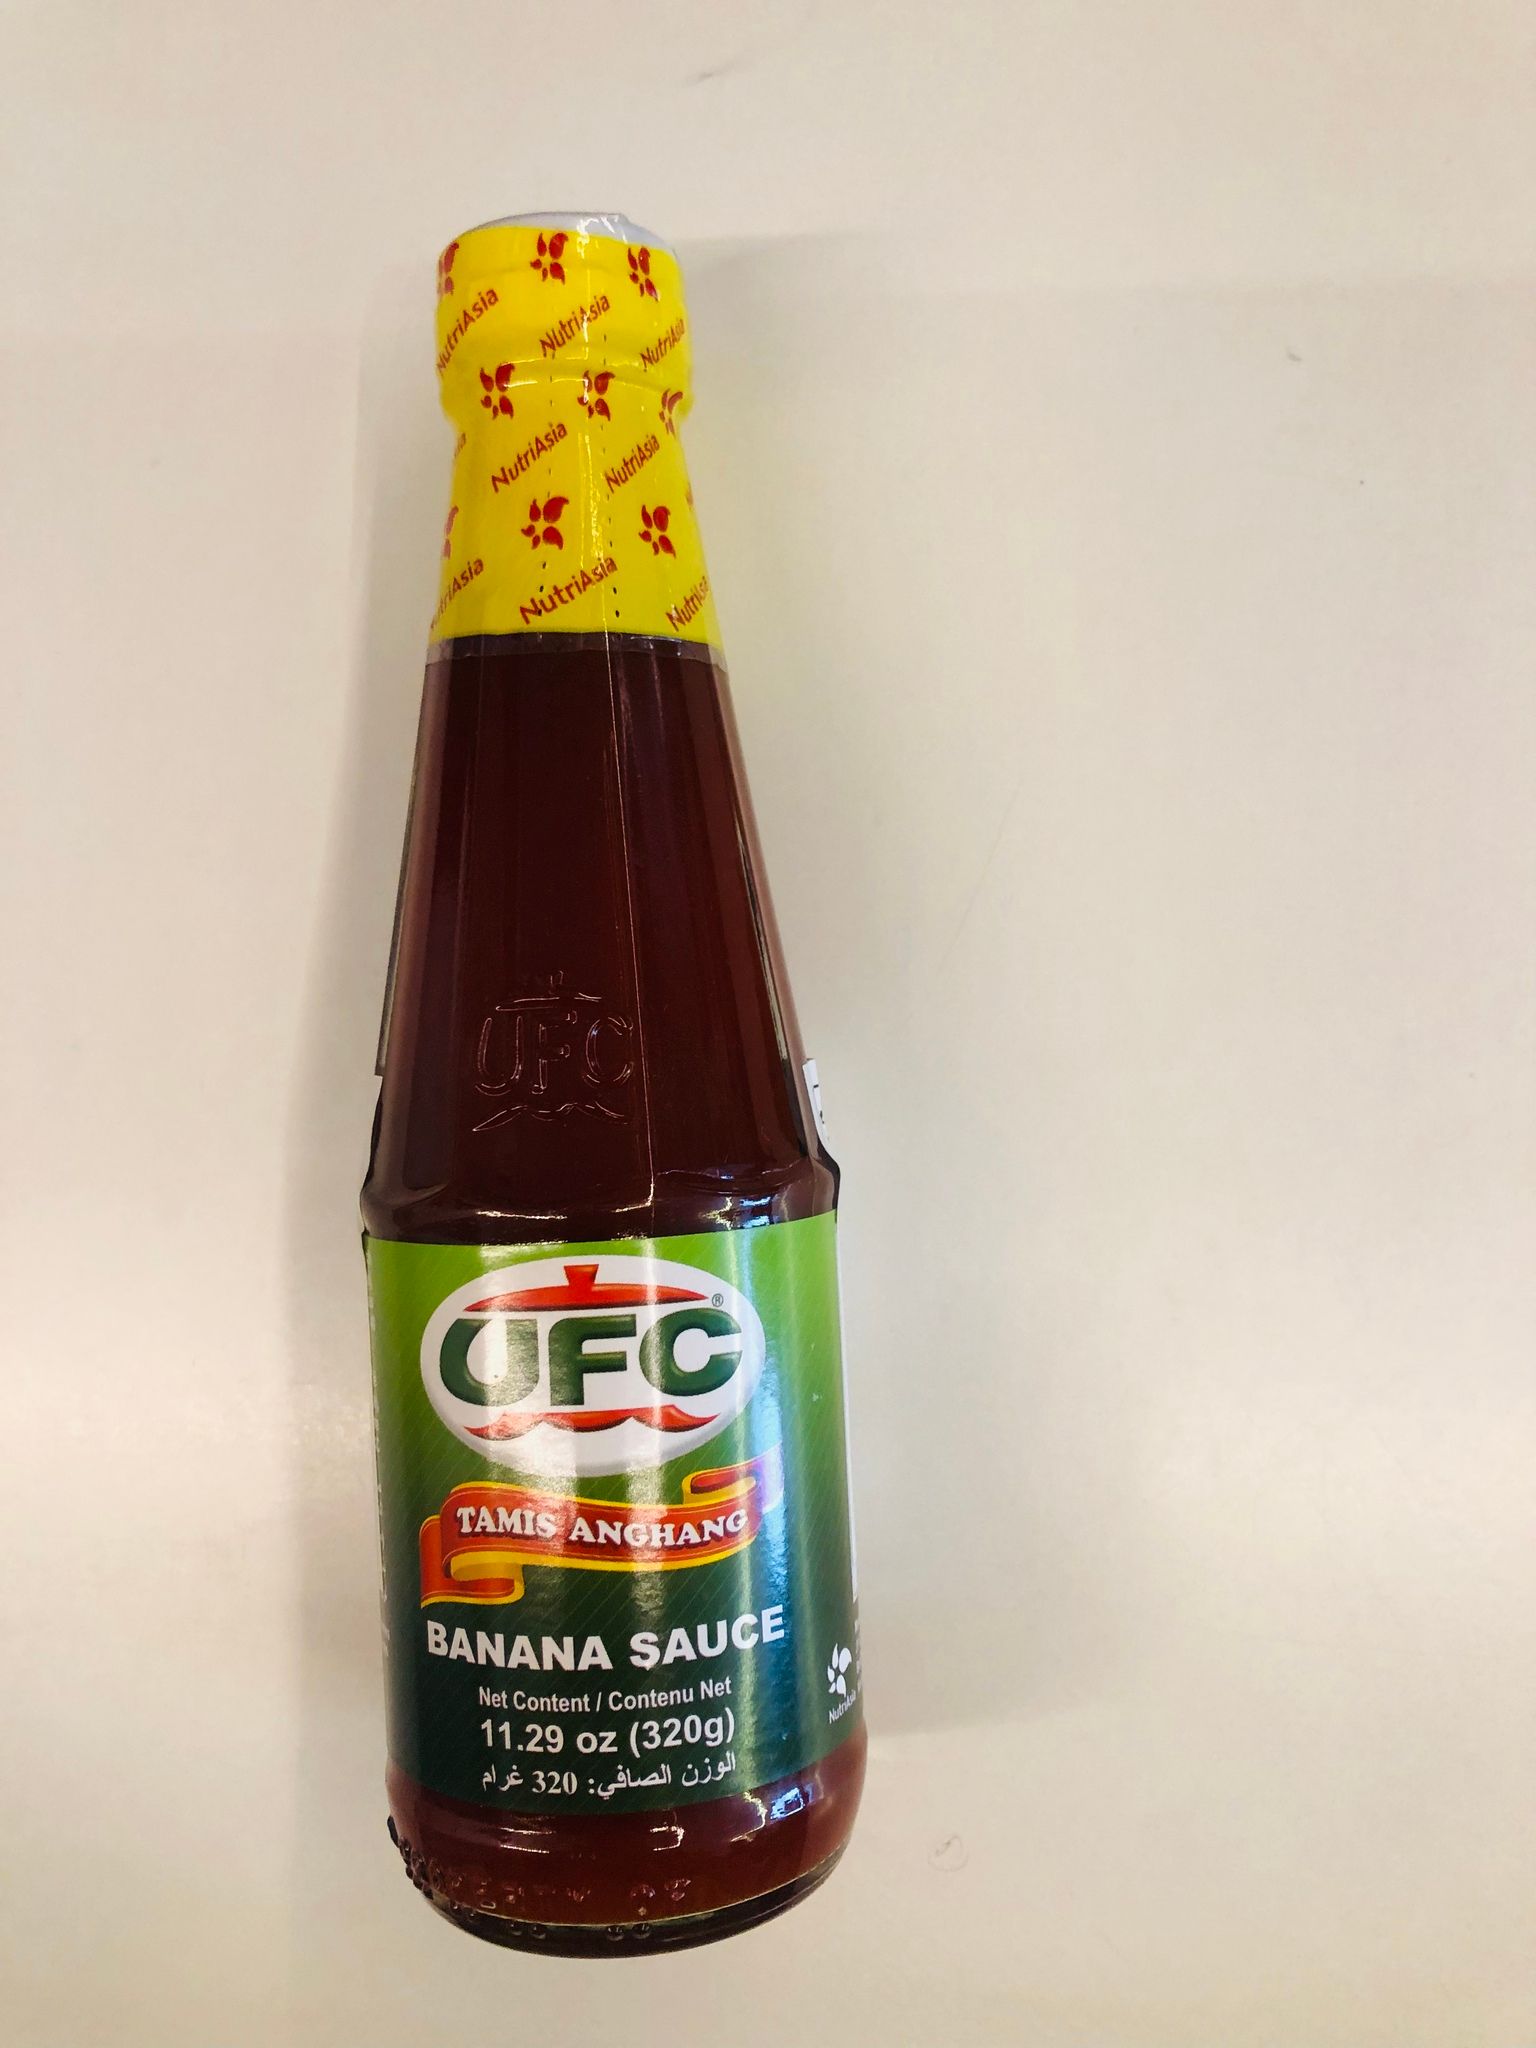 NutriAsia
NutriAsia
NutriAsia
NutriAsia
NutriAsia
NutriAsia
UFC
UFC®
TAMIS ANGHANG
BANANA SAUCE
Net Content / Contenu Net
11.29 oz (320g)
الوزن الصافي: 320 غرام
NutriAsia